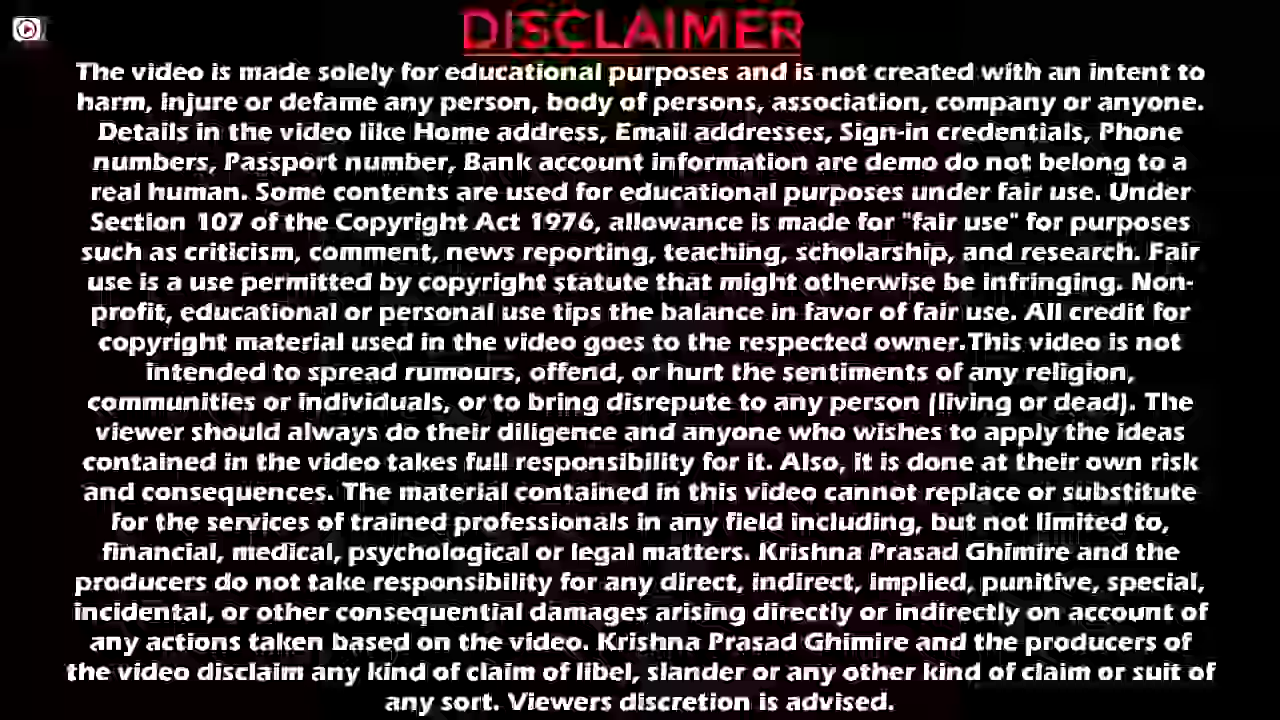 DISCLAIMER
The video is made solely for educational purposes and is not created with an intent to
harm, injure or defame any person, body of persons, association, company or anyone.
Details in the video like Home address, Email addresses, Sign-in credentials, Phone
numbers, Passport number, Bank account information are demo do not belong to a
real human. Some contents are used for educational purposes under fair use. Under
Section 107 of the Copyright Act 1976, allowance is made for "fair use" for purposes
such as criticism, comment, news reporting, teaching, scholarship, and research. Fair
use is a use permitted by copyright statute that might otherwise be infringing. Non-
profit, educational or personal use tips the balance in favor of fair use. All credit for
copyright material used in the video goes to the respected owner.This video is not
intended to spread rumours, offend, or hurt the sentiments of any religion,
communities or individuals, or to bring disrepute to any person (living or dead). The
viewer should always do their diligence and anyone who wishes to apply the ideas
contained in the video takes full responsibility for it. Also, it is done at their own risk
and consequences. The material contained in this video cannot replace or substitute
for the services of trained professionals in any field including, but not limited to,
financial, medical, psychological or legal matters. Krishna Prasad Ghimire and the
producers do not take responsibility for any direct, indirect, implied, punitive, special,
incidental, or other consequential damages arising directly or indirectly on account of
any actions taken based on the video. Krishna Prasad Ghimire and the producers of
the video disclaim any kind of claim of libel, slander or any other kind of claim or suit of
any sort. Viewers discretion is advised.